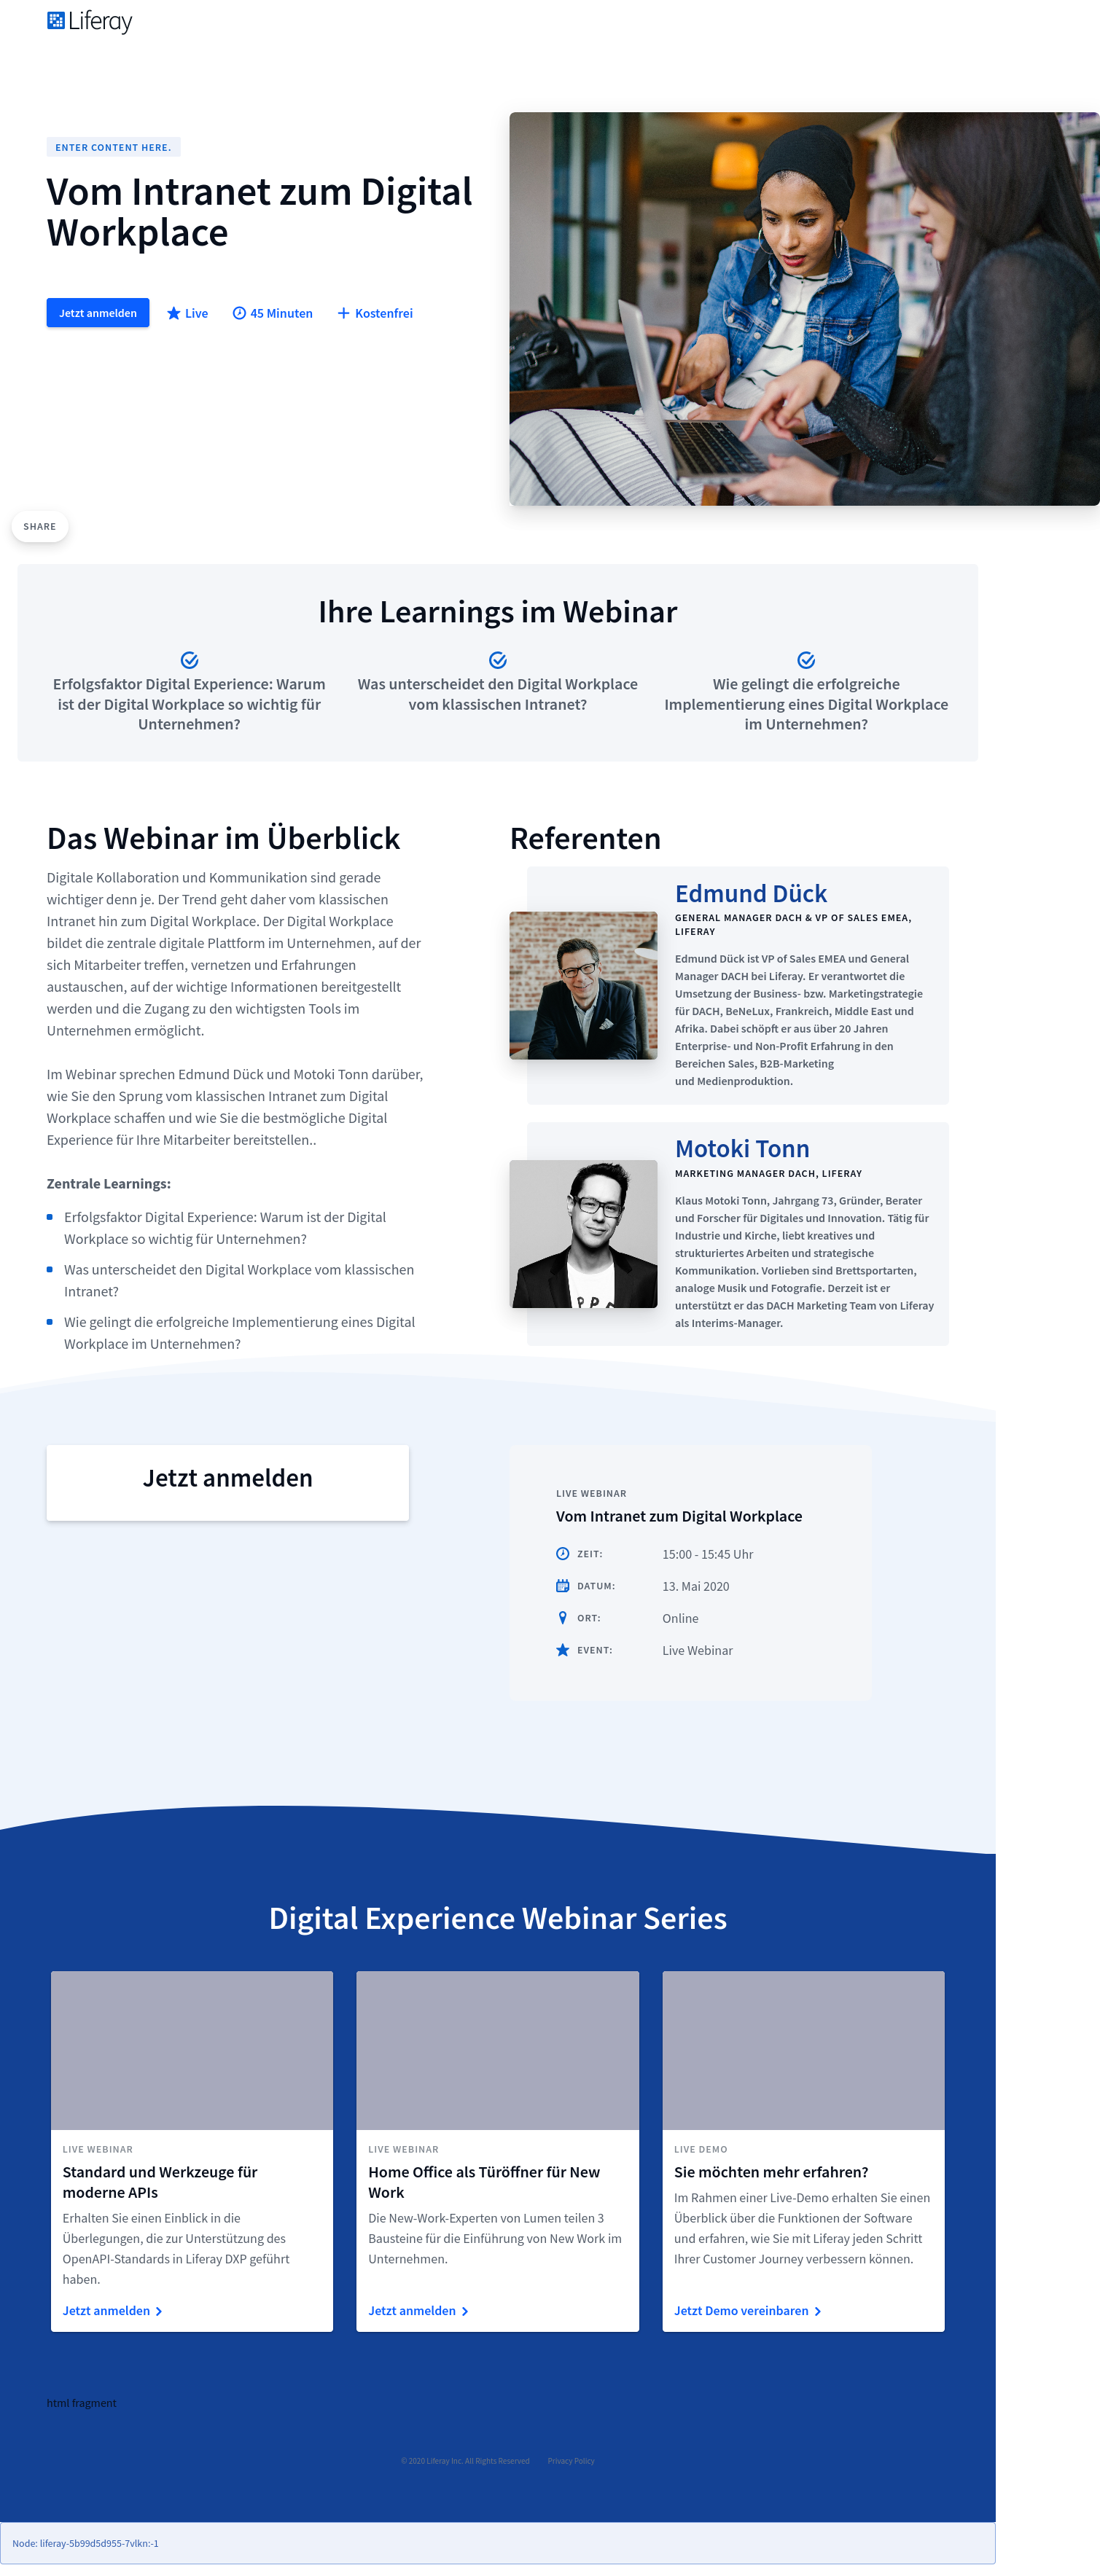 Liferay
ENTER CONTENT HERE.
Vom Intranet zum Digital
Workplace
Jetzt anmelden
Live
45 Minuten
Kostenfrei
SHARE
Ihre Learnings im Webinar
Erfolgsfaktor Digital Experience: Warum
ist der Digital Workplace so wichtig für
Unternehmen?
Was unterscheidet den Digital Workplace
vom klassischen Intranet?
Wie gelingt die erfolgreiche
Implementierung eines Digital Workplace
im Unternehmen?
Das Webinar im Überblick
Digitale Kollaboration und Kommunikation sind gerade
wichtiger denn je. Der Trend geht daher vom klassischen
Intranet hin zum Digital Workplace. Der Digital Workplace
bildet die zentrale digitale Plattform im Unternehmen, auf der
sich Mitarbeiter treffen, vernetzen und Erfahrungen
austauschen, auf der wichtige Informationen bereitgestellt
werden und die Zugang zu den wichtigsten Tools im
Unternehmen ermöglicht.
Im Webinar sprechen Edmund Dück und Motoki Tonn darüber,
wie Sie den Sprung vom klassischen Intranet zum Digital
Workplace schaffen und wie Sie die bestmögliche Digital
Experience für Ihre Mitarbeiter bereitstellen..
Zentrale Learnings:
Erfolgsfaktor Digital Experience: Warum ist der Digital
Workplace so wichtig für Unternehmen?
Was unterscheidet den Digital Workplace vom klassischen
Intranet?
Wie gelingt die erfolgreiche Implementierung eines Digital
Workplace im Unternehmen?
Referenten
Edmund Dück
GENERAL MANAGER DACH & VP OF SALES EMEA,
LIFERAY
Edmund Dück ist VP of Sales EMEA und General
Manager DACH bei Liferay. Er verantwortet die
Umsetzung der Business- bzw. Marketingstrategie
für DACH, BeNeLux, Frankreich, Middle East und
Afrika. Dabei schöpft er aus über 20 Jahren
Enterprise- und Non-Profit Erfahrung in den
Bereichen Sales, B2B-Marketing
und Medienproduktion.
Motoki Tonn
MARKETING MANAGER DACH, LIFERAY
Klaus Motoki Tonn, Jahrgang 73, Gründer, Berater
und Forscher für Digitales und Innovation. Tätig für
Industrie und Kirche, liebt kreatives und
strukturiertes Arbeiten und strategische
Kommunikation. Vorlieben sind Brettsportarten,
analoge Musik und Fotografie. Derzeit ist er
unterstützt er das DACH Marketing Team von Liferay
als Interims-Manager.
Jetzt anmelden
LIVE WEBINAR
Vom Intranet zum Digital Workplace
ZEIT: 15:00 - 15:45 Uhr
DATUM: 13. Mai 2020
ORT: Online
EVENT: Live Webinar
Digital Experience Webinar Series
LIVE WEBINAR
Standard und Werkzeuge für
moderne APIs
Erhalten Sie einen Einblick in die
Überlegungen, die zur Unterstützung des
OpenAPI-Standards in Liferay DXP geführt
haben.
Jetzt anmelden
LIVE WEBINAR
Home Office als Türöffner für New
Work
Die New-Work-Experten von Lumen teilen 3
Bausteine für die Einführung von New Work im
Unternehmen.
Jetzt anmelden
LIVE DEMO
Sie möchten mehr erfahren?
Im Rahmen einer Live-Demo erhalten Sie einen
Überblick über die Funktionen der Software
und erfahren, wie Sie mit Liferay jeden Schritt
Ihrer Customer Journey verbessern können.
Jetzt Demo vereinbaren
html fragment
© 2020 Liferay Inc. All Rights Reserved Privacy Policy
Node: liferay-5b99d5d955-7vlkn:-1